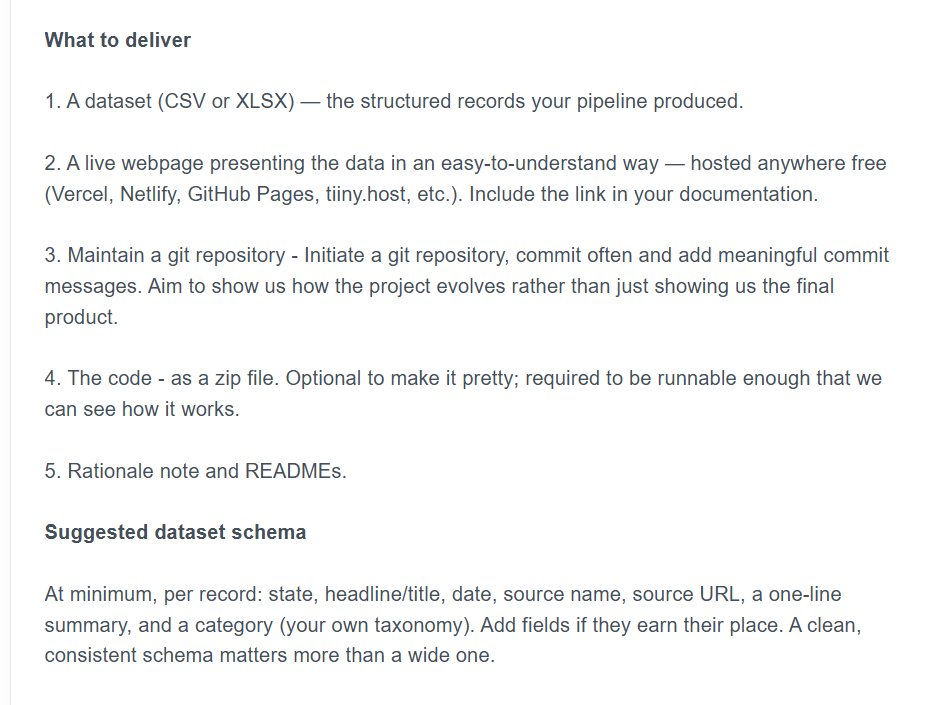 What to deliver
1. A dataset (CSV or XLSX) — the structured records your pipeline produced.
2. A live webpage presenting the data in an easy-to-understand way — hosted anywhere free
(Vercel, Netlify, GitHub Pages, tiiny.host, etc.). Include the link in your documentation.
3. Maintain a git repository - Initiate a git repository, commit often and add meaningful commit
messages. Aim to show us how the project evolves rather than just showing us the final
product.
4. The code - as a zip file. Optional to make it pretty; required to be runnable enough that we
can see how it works.
5. Rationale note and READMEs.
Suggested dataset schema
At minimum, per record: state, headline/title, date, source name, source URL, a one-line
summary, and a category (your own taxonomy). Add fields if they earn their place. A clean,
consistent schema matters more than a wide one.